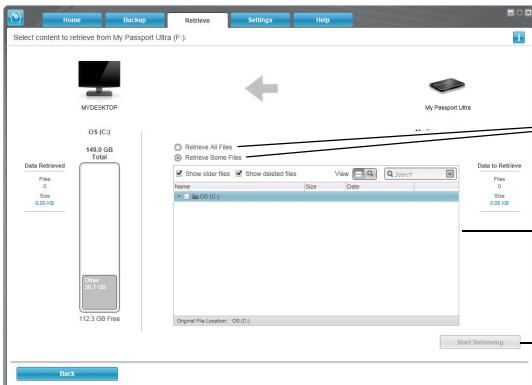 Home Backup Retrieve Settings Help
Select content to retrieve from My Passport Ultra (F:).
MYDESKTOP
My Passport Ultra
OS (C:)
149.0 GB
Total
Retrieve All Files
Retrieve Some Files
Data Retrieved
Files
0
Size
0.00 KB
Show older files Show deleted files View Search
Name Size Date
OS (C:)
Data to Retrieve
Files
0
Size
0.00 KB
Other
36.7 GB
112.3 GB Free
Original File Location: OS (C:)
Start Retrieving
Back